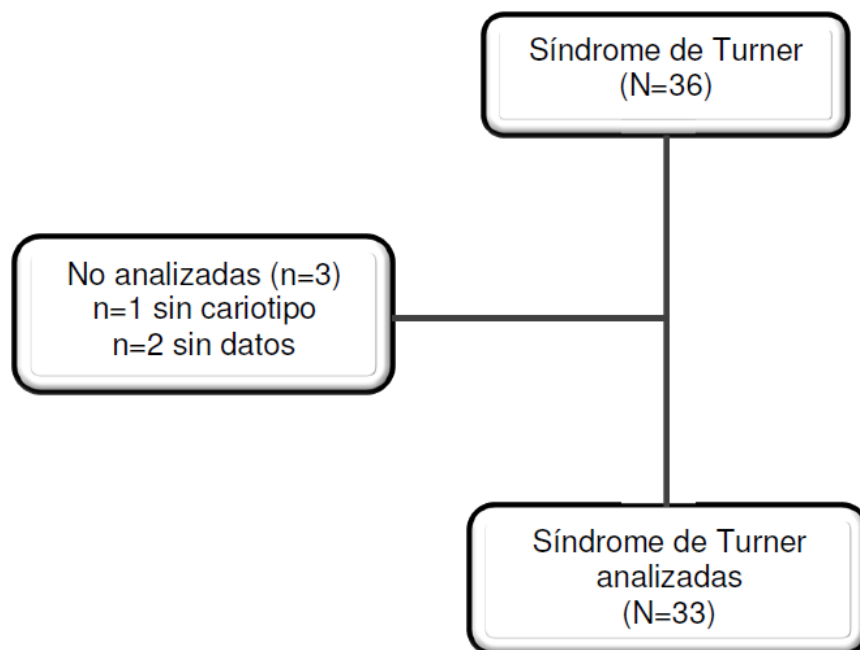 Síndrome de Turner
(N=36)
No analizadas (n=3)
n=1 sin cariotipo
n=2 sin datos
Síndrome de Turner
analizadas
(N=33)